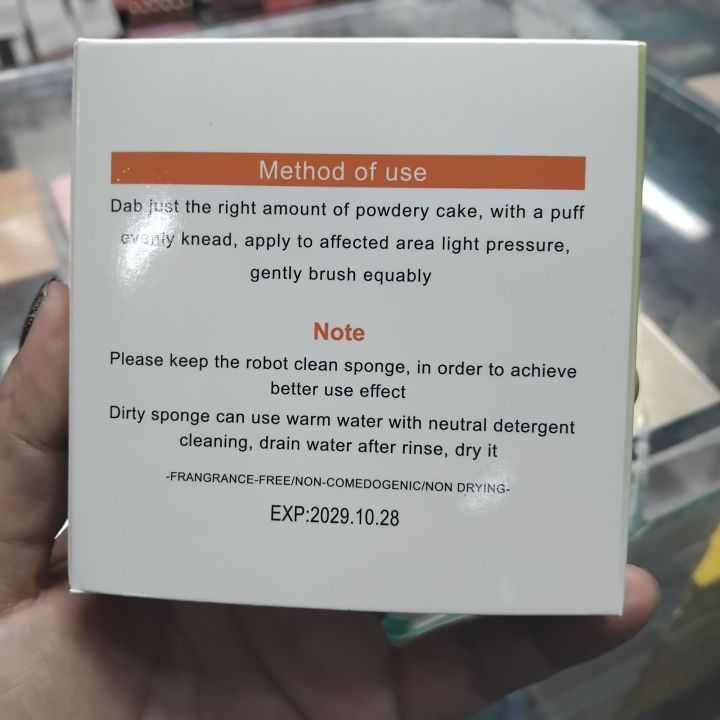 Method of use
Dab just the right amount of powdery cake, with a puff
evenly knead, apply to affected area light pressure,
gently brush equably
Note
Please keep the robot clean sponge, in order to achieve
better use effect
Dirty sponge can use warm water with neutral detergent
cleaning, drain water after rinse, dry it
-FRANGRANCE-FREE/NON-COMEDOGENIC/NON DRYING-
EXP:2029.10.28